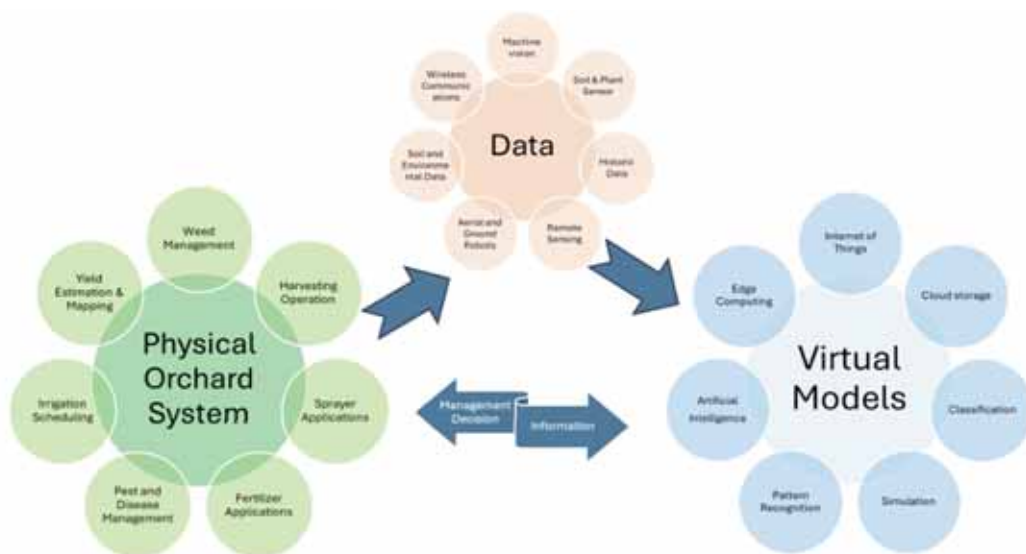 Machine
vision
Wireless
Communic
ations
Soil & Plant
Sensor
Data
Soil and
Environme
ntal Data
Historic
Data
Aerial and
Ground
Robots
Remote
Sensing
Weed
Management
Yield
Estimation &
Mapping
Harvesting
Operation
Physical
Orchard
System
Irrigation
Scheduling
Sprayer
Applications
Pest and
Disease
Management
Fertilizer
Applications
Management
Decision
Information
Internet of
Things
Edge
Computing
Cloud storage
Virtual
Models
Artificial
Intelligence
Classification
Pattern
Recognition
Simulation